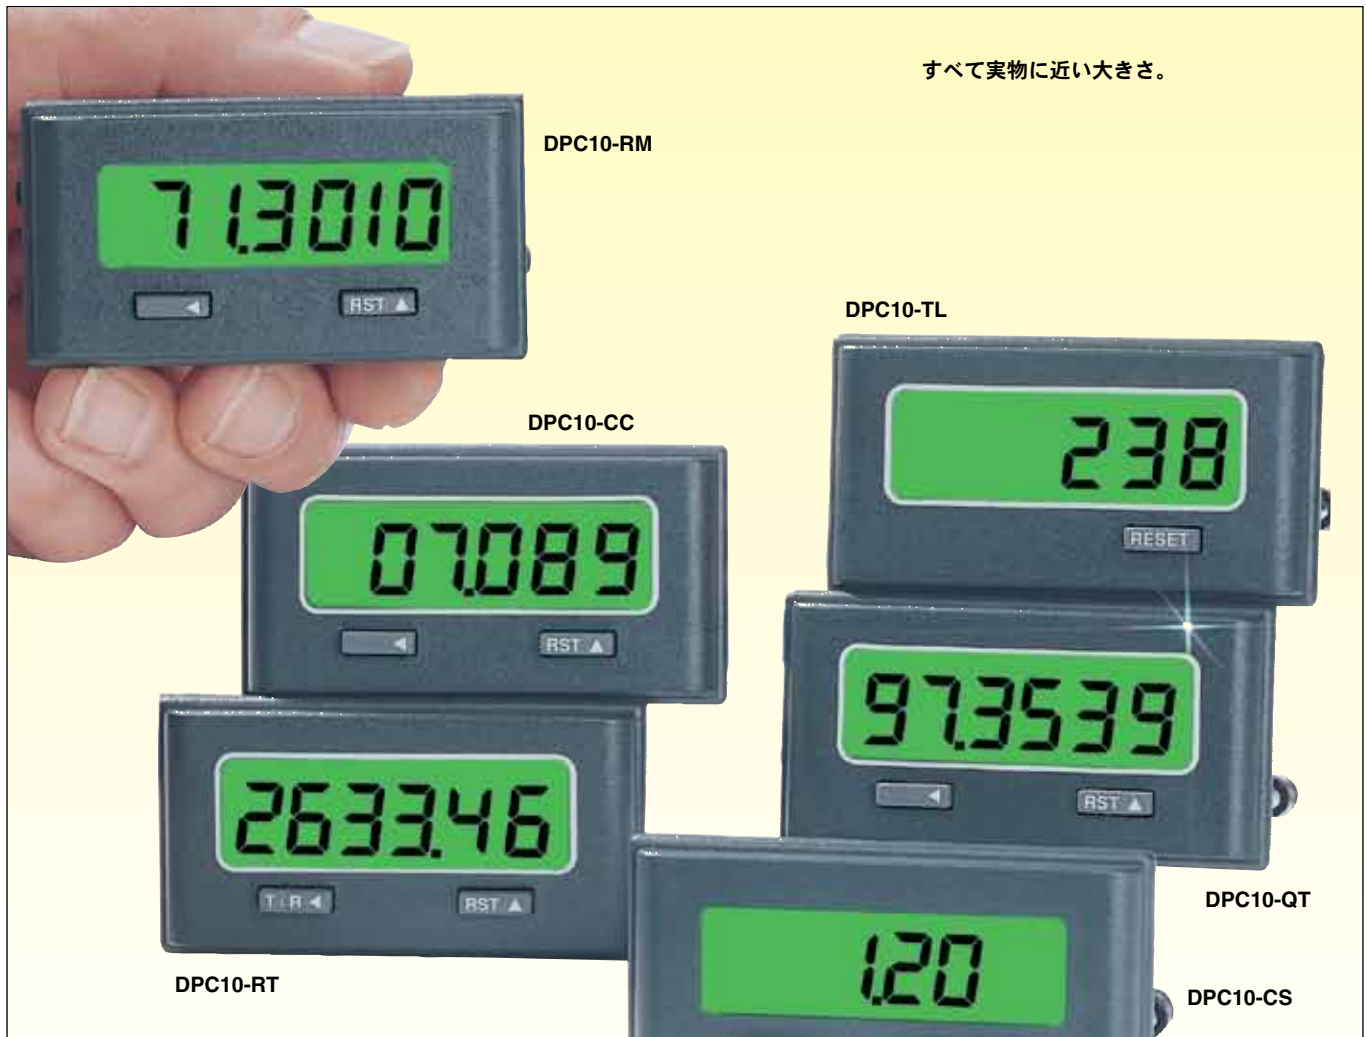 すべて実物に近い大きさ。
DPC10-RM
71.3010
RST ▲
DPC10-TL
238
RESET
DPC10-CC
07.089
RST ▲
97.3539
RST ▲
DPC10-QT
2633.46
T:R ◀
RST ▲
DPC10-RT
1.20
DPC10-CS